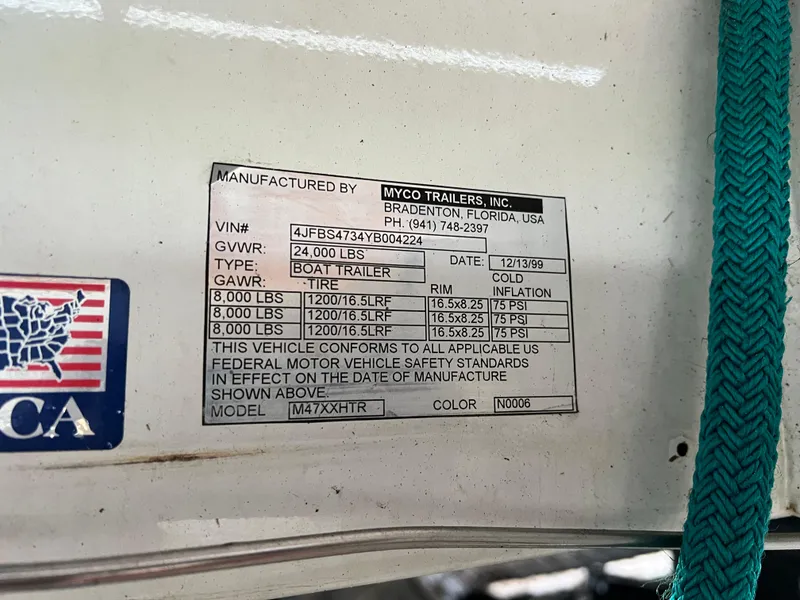 MANUFACTURED BY MYCO TRAILERS, INC.
BRADENTON, FLORIDA, USA
PH. (941) 748-2397
VIN# 4JFBS4734YB004224
GVWR: 24,000 LBS DATE: 12/13/99
TYPE: BOAT TRAILER COLD
GAWR: TIRE RIM INFLATION
8,000 LBS 1200/16.5LRF 16.5x8.25 75 PSI
8,000 LBS 1200/16.5LRF 16.5x8.25 75 PSI
8,000 LBS 1200/16.5LRF 16.5x8.25 75 PSI
THIS VEHICLE CONFORMS TO ALL APPLICABLE US
FEDERAL MOTOR VEHICLE SAFETY STANDARDS
IN EFFECT ON THE DATE OF MANUFACTURE
SHOWN ABOVE.
MODEL M47XXHTR COLOR N0006
CA